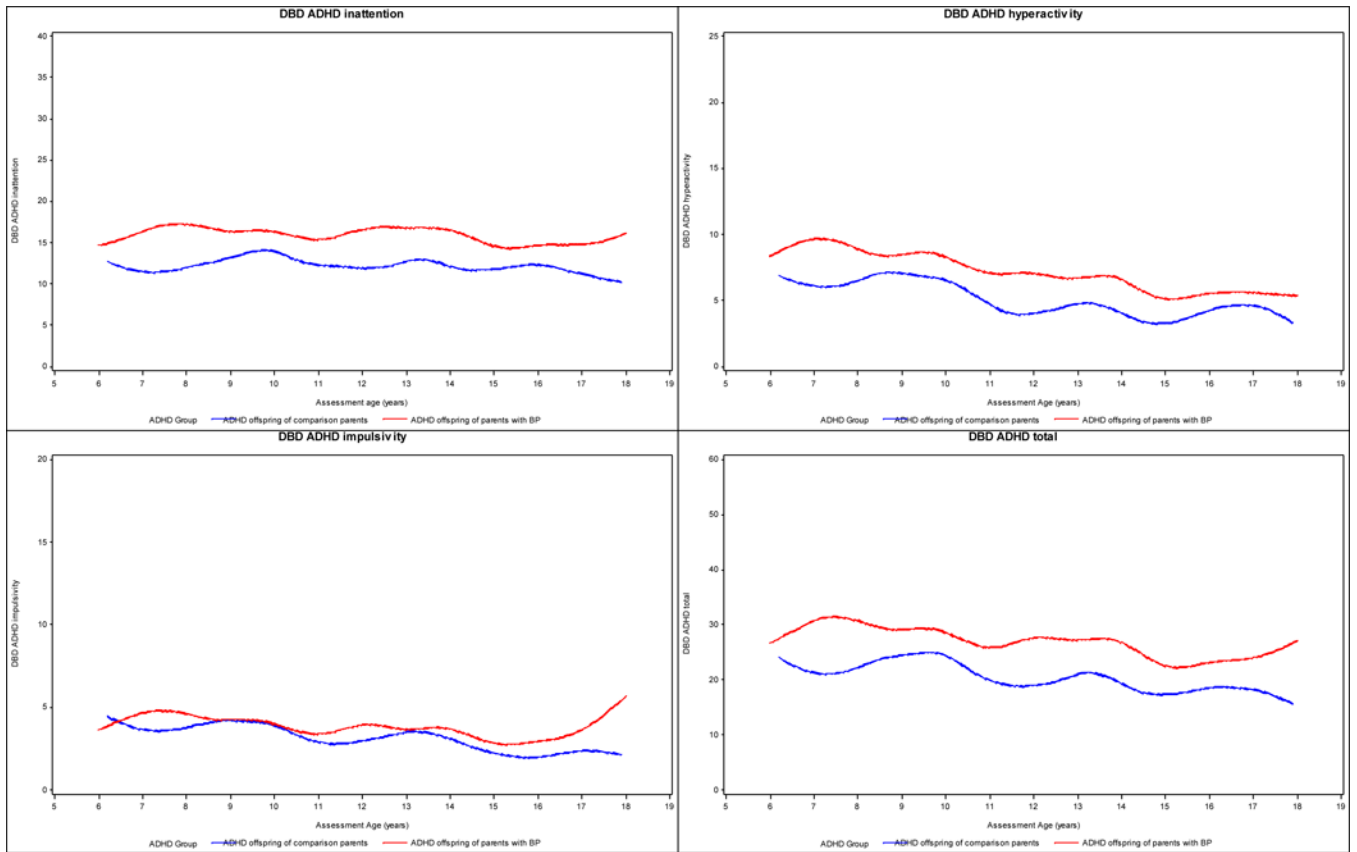 DBD ADHD inattention
DBD ADHD inattention
40
35
30
25
20
15
10
5
0
5 6 7 8 9 10 11 12 13 14 15 16 17 18 19
Assessment age (years)
ADHD Group ADHD offspring of comparison parents ADHD offspring of parents with BP
DBD ADHD hyperactivity
DBD ADHD hyperactivity
25
20
15
10
5
0
5 6 7 8 9 10 11 12 13 14 15 16 17 18 19
Assessment Age (years)
ADHD Group ADHD offspring of comparison parents ADHD offspring of parents with BP
DBD ADHD impulsivity
DBD ADHD impulsivity
20
15
10
5
0
5 6 7 8 9 10 11 12 13 14 15 16 17 18 19
Assessment Age (years)
ADHD Group ADHD offspring of comparison parents ADHD offspring of parents with BP
DBD ADHD total
DBD ADHD total
60
50
40
30
20
10
0
5 6 7 8 9 10 11 12 13 14 15 16 17 18 19
Assessment Age (years)
ADHD Group ADHD offspring of comparison parents ADHD offspring of parents with BP